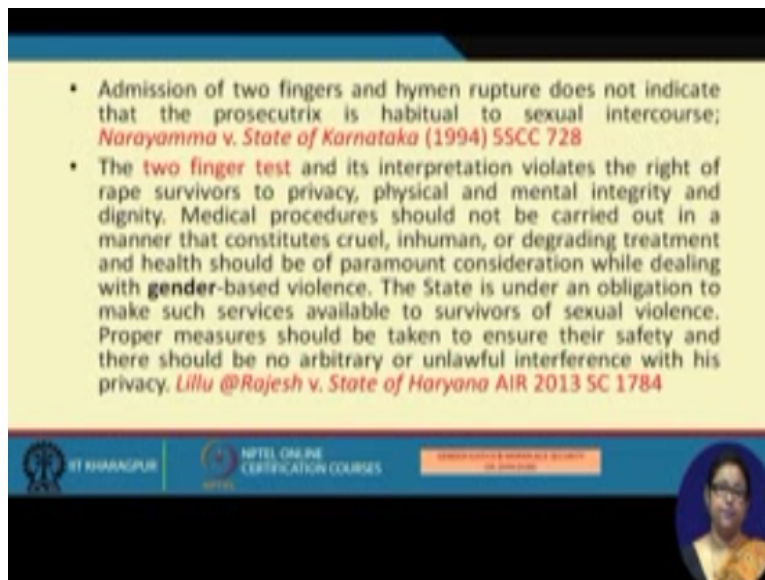 • Admission of two fingers and hymen rupture does not indicate
that the prosecutrix is habitual to sexual intercourse;
Narayamma v. State of Karnataka (1994) 5SCC 728
• The two finger test and its interpretation violates the right of
rape survivors to privacy, physical and mental integrity and
dignity. Medical procedures should not be carried out in a
manner that constitutes cruel, inhuman, or degrading treatment
and health should be of paramount consideration while dealing
with gender-based violence. The State is under an obligation to
make such services available to survivors of sexual violence.
Proper measures should be taken to ensure their safety and
there should be no arbitrary or unlawful interference with his
privacy. Lillu @Rajesh v. State of Haryana AIR 2013 SC 1784
IIT KHARAGPUR
NPTEL
NPTEL ONLINE
CERTIFICATION COURSES
GENDER JUSTICE & WORKPLACE SECURITY